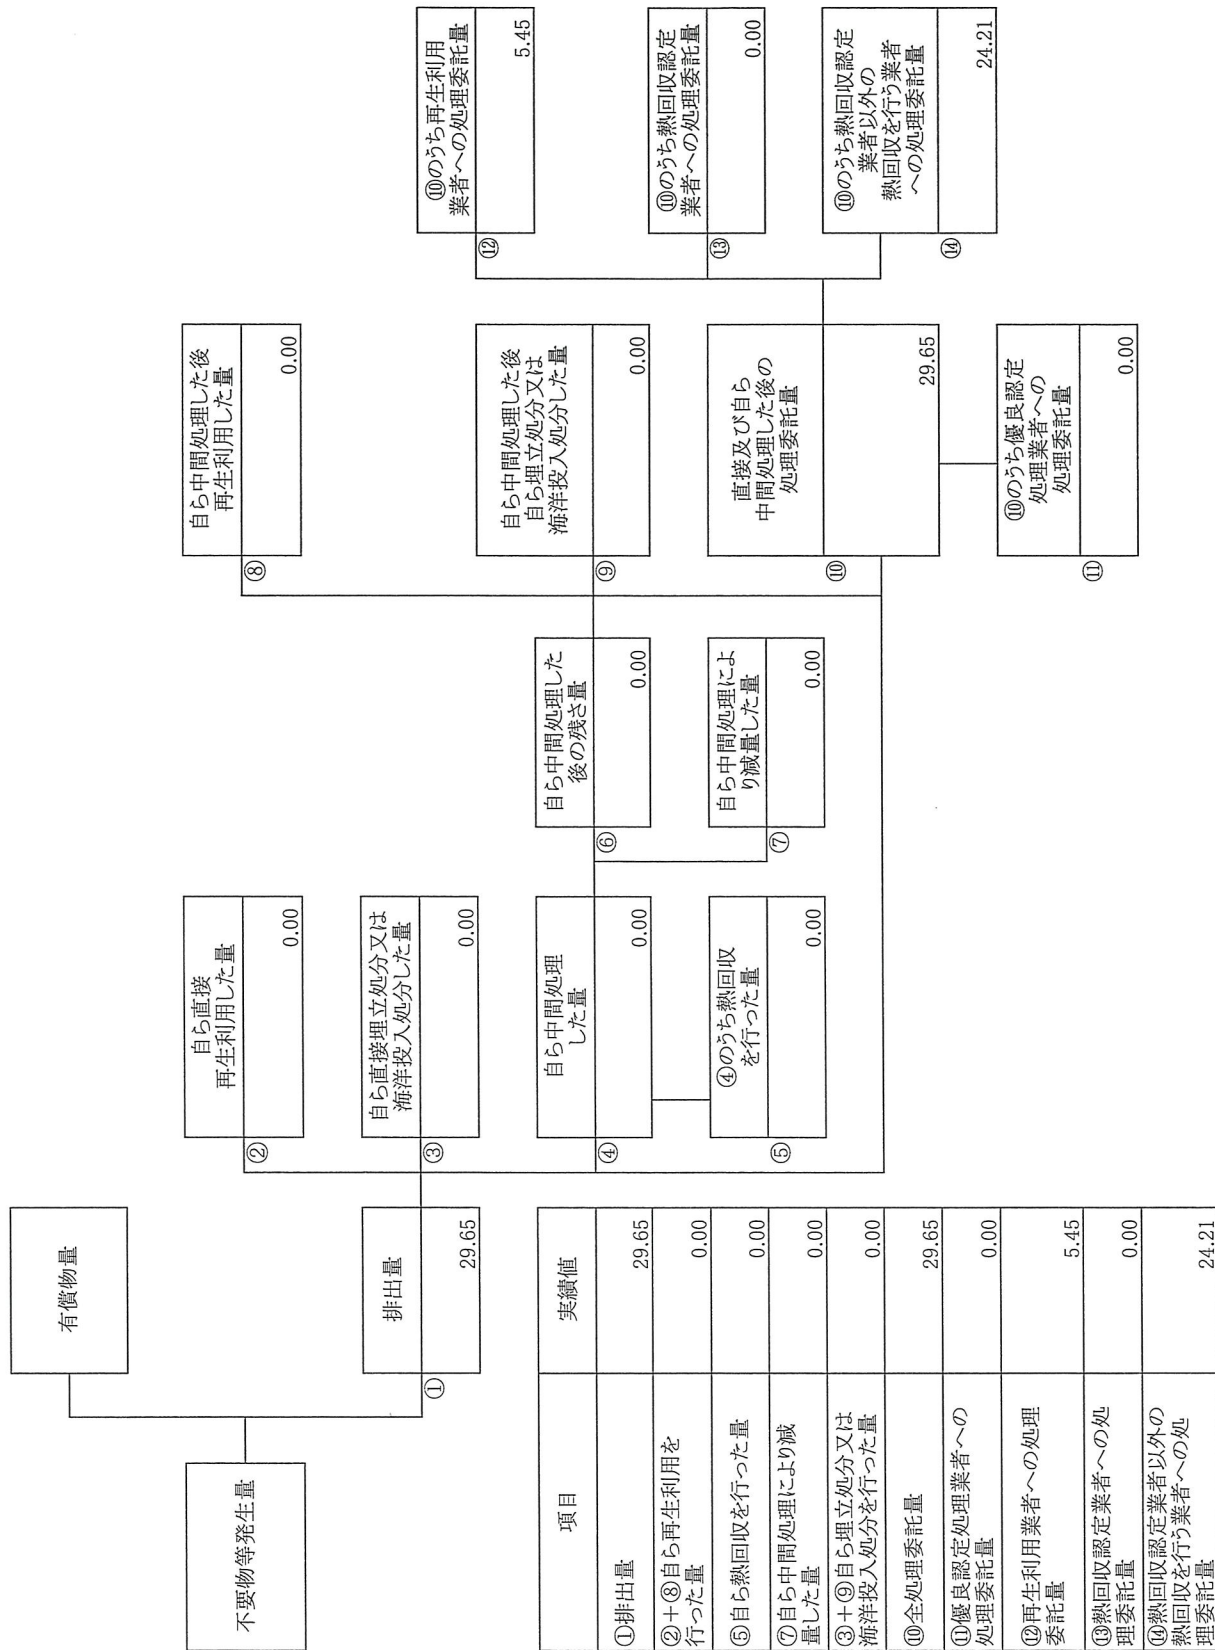 不要物等発生量
有償物量
排出量
①
29.65
自ら直接
再生利用した量
②
0.00
自ら直接埋立処分又は
海洋投入処分した量
③
0.00
自ら中間処理
した量
④
0.00
④のうち熱回収
を行った量
⑤
0.00
自ら中間処理した
後の残さ量
⑥
0.00
自ら中間処理によ
り減量した量
⑦
0.00
自ら中間処理した後
再生利用した量
⑧
0.00
自ら中間処理した後
自ら埋立処分又は
海洋投入処分した量
⑨
0.00
直接及び自ら
中間処理した後の
処理委託量
⑩
29.65
⑩のうち優良認定
処理業者への
処理委託量
⑪
0.00
⑩のうち再生利用
業者への処理委託量
⑫
5.45
⑩のうち熱回収認定
業者への処理委託量
⑬
0.00
⑩のうち熱回収認定
業者以外の
熱回収を行う業者
への処理委託量
⑭
24.21
項目
実績値
①排出量
29.65
②+⑧自ら再生利用を
行った量
0.00
⑤自ら熱回収を行った量
0.00
⑦自ら中間処理により減
量した量
0.00
③+⑨自ら埋立処分又は
海洋投入処分を行った量
0.00
⑩全処理委託量
29.65
⑪優良認定処理業者への
処理委託量
0.00
⑫再生利用業者への処理
委託量
5.45
⑬熱回収認定業者への処
理委託量
0.00
⑭熱回収認定業者以外の
熱回収を行う業者への処
理委託量
24.21